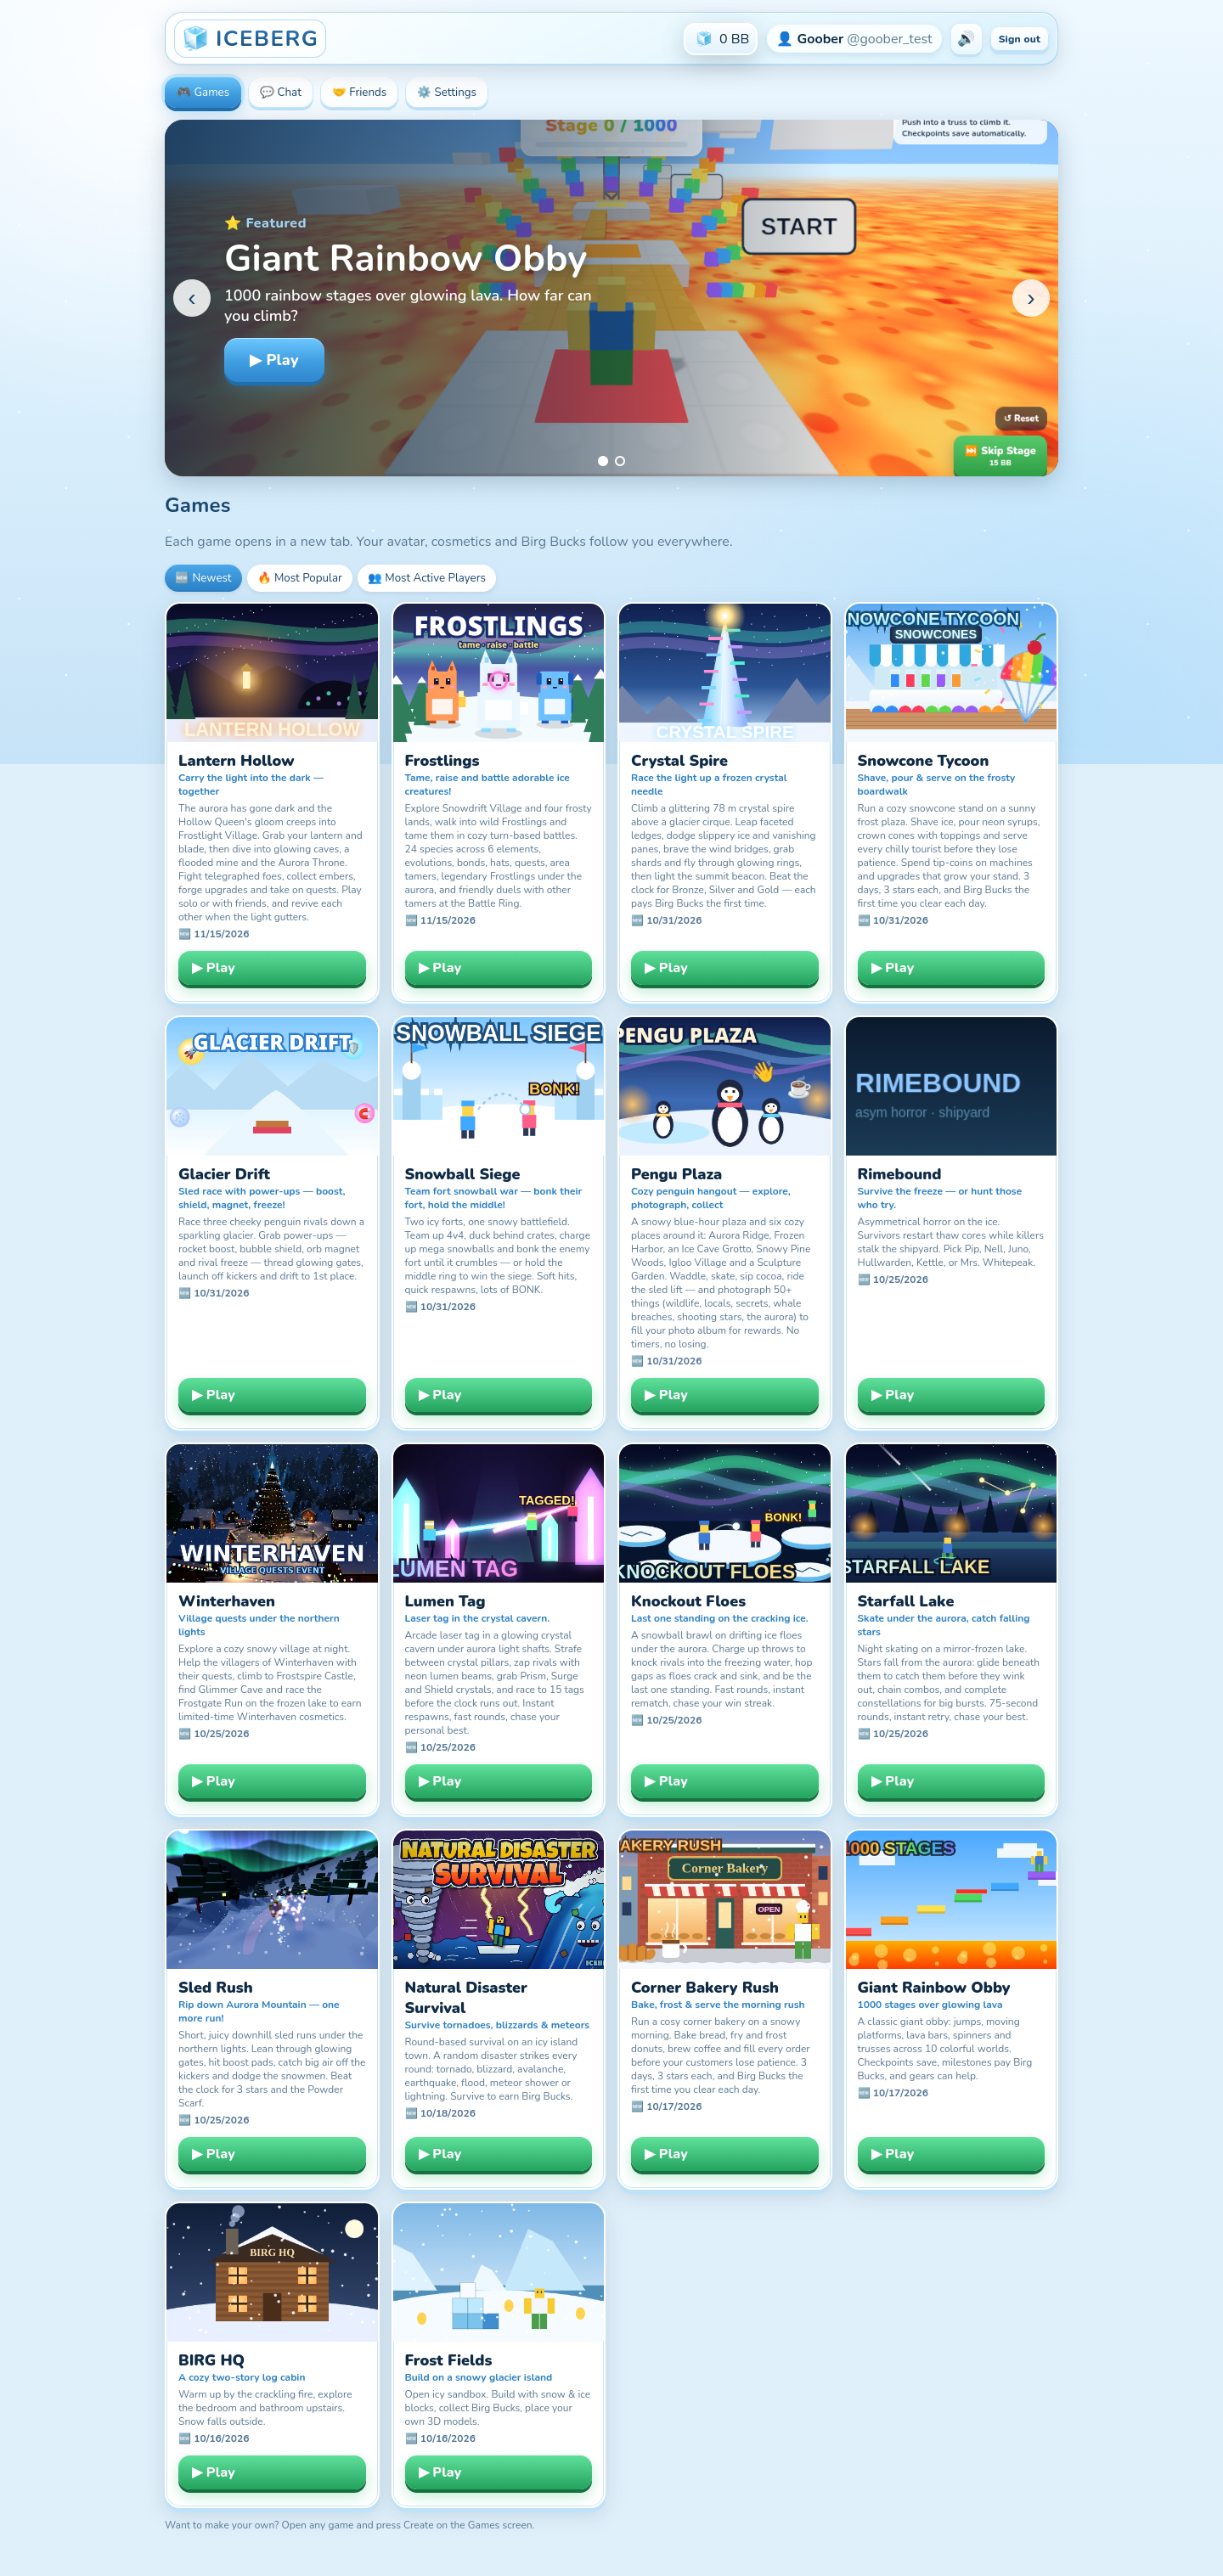 🧊 ICEBERG
🧊 0 BB
👤 Goober @goober_test
🔊
Sign out
🎮 Games
💬 Chat
🤝 Friends
⚙️ Settings
Stage 0 / 1000
Push into a truss to climb it.
Checkpoints save automatically.
START
⭐ Featured
Giant Rainbow Obby
1000 rainbow stages over glowing lava. How far can
you climb?
‹
›
▶ Play
↺ Reset
⏭ Skip Stage
15 BB
Games
Each game opens in a new tab. Your avatar, cosmetics and Birg Bucks follow you everywhere.
🆕 Newest
🔥 Most Popular
👥 Most Active Players
LANTERN HOLLOW
Lantern Hollow
Carry the light into the dark —
together
The aurora has gone dark and the
Hollow Queen's gloom creeps into
Frostlight Village. Grab your lantern and
blade, then dive into glowing caves, a
flooded mine and the Aurora Throne.
Fight telegraphed foes, collect embers,
forge upgrades and take on quests. Play
solo or with friends, and revive each
other when the light gutters.
🆕 11/15/2026
▶ Play
FROSTLINGS
tame · raise · battle
Frostlings
Tame, raise and battle adorable ice
creatures!
Explore Snowdrift Village and four frosty
lands, walk into wild Frostlings and
tame them in cozy turn-based battles.
24 species across 6 elements,
evolutions, bonds, hats, quests, area
tamers, legendary Frostlings under the
aurora, and friendly duels with other
tamers at the Battle Ring.
🆕 11/15/2026
▶ Play
CRYSTAL SPIRE
Crystal Spire
Race the light up a frozen crystal
needle
Climb a glittering 78 m crystal spire
above a glacier cirque. Leap faceted
ledges, dodge slippery ice and vanishing
panes, brave the wind bridges, grab
shards and fly through glowing rings,
then light the summit beacon. Beat the
clock for Bronze, Silver and Gold — each
pays Birg Bucks the first time.
🆕 10/31/2026
▶ Play
NOWCONE TYCOON
SNOWCONES
Snowcone Tycoon
Shave, pour & serve on the frosty
boardwalk
Run a cozy snowcone stand on a sunny
frost plaza. Shave ice, pour neon syrups,
crown cones with toppings and serve
every chilly tourist before they lose
patience. Spend tip-coins on machines
and upgrades that grow your stand. 3
days, 3 stars each, and Birg Bucks the
first time you clear each day.
🆕 10/31/2026
▶ Play
GLACIER DRIFT
Glacier Drift
Sled race with power-ups — boost,
shield, magnet, freeze!
Race three cheeky penguin rivals down a
sparkling glacier. Grab power-ups —
rocket boost, bubble shield, orb magnet
and rival freeze — thread glowing gates,
launch off kickers and drift to 1st place.
🆕 10/31/2026
▶ Play
SNOWBALL SIEGE
BONK!
Snowball Siege
Team fort snowball war — bonk their
fort, hold the middle!
Two icy forts, one snowy battlefield.
Team up 4v4, duck behind crates, charge
up mega snowballs and bonk the enemy
fort until it crumbles — or hold the
middle ring to win the siege. Soft hits,
quick respawns, lots of BONK.
🆕 10/31/2026
▶ Play
PENGU PLAZA
Pengu Plaza
Cozy penguin hangout — explore,
photograph, collect
A snowy blue-hour plaza and six cozy
places around it: Aurora Ridge, Frozen
Harbor, an Ice Cave Grotto, Snowy Pine
Woods, Igloo Village and a Sculpture
Garden. Waddle, skate, sip cocoa, ride
the sled lift — and photograph 50+
things (wildlife, locals, secrets, whale
breaches, shooting stars, the aurora) to
fill your photo album for rewards. No
timers, no losing.
🆕 10/31/2026
▶ Play
RIMEBOUND
asym horror · shipyard
Rimebound
Survive the freeze — or hunt those
who try.
Asymmetrical horror on the ice.
Survivors restart thaw cores while killers
stalk the shipyard. Pick Pip, Nell, Juno,
Hullwarden, Kettle, or Mrs. Whitepeak.
🆕 10/25/2026
▶ Play
WINTERHAVEN
VILLAGE QUESTS EVENT
Winterhaven
Village quests under the northern
lights
Explore a cozy snowy village at night.
Help the villagers of Winterhaven with
their quests, climb to Frostspire Castle,
find Glimmer Cave and race the
Frostgate Run on the frozen lake to earn
limited-time Winterhaven cosmetics.
🆕 10/25/2026
▶ Play
TAGGED!
LUMEN TAG
Lumen Tag
Laser tag in the crystal cavern.
Arcade laser tag in a glowing crystal
cavern under aurora light shafts. Strafe
between crystal pillars, zap rivals with
neon lumen beams, grab Prism, Surge
and Shield crystals, and race to 15 tags
before the clock runs out. Instant
respawns, fast rounds, chase your
personal best.
🆕 10/25/2026
▶ Play
BONK!
KNOCKOUT FLOES
Knockout Floes
Last one standing on the cracking ice.
A snowball brawl on drifting ice floes
under the aurora. Charge up throws to
knock rivals into the freezing water, hop
gaps as floes crack and sink, and be the
last one standing. Fast rounds, instant
rematch, chase your win streak.
🆕 10/25/2026
▶ Play
STARFALL LAKE
Starfall Lake
Skate under the aurora, catch falling
stars
Night skating on a mirror-frozen lake.
Stars fall from the aurora: glide beneath
them to catch them before they wink
out, chain combos, and complete
constellations for big bursts. 75-second
rounds, instant retry, chase your best.
🆕 10/25/2026
▶ Play
Sled Rush
Rip down Aurora Mountain — one
more run!
Short, juicy downhill sled runs under the
northern lights. Lean through glowing
gates, hit boost pads, catch big air off the
kickers and dodge the snowmen. Beat
the clock for 3 stars and the Powder
Scarf.
🆕 10/25/2026
▶ Play
NATURAL DISASTER
SURVIVAL
Natural Disaster
Survival
Survive tornadoes, blizzards & meteors
Round-based survival on an icy island
town. A random disaster strikes every
round: tornado, blizzard, avalanche,
earthquake, flood, meteor shower or
lightning. Survive to earn Birg Bucks.
🆕 10/18/2026
▶ Play
AKERY RUSH
Corner Bakery
OPEN
Corner Bakery Rush
Bake, frost & serve the morning rush
Run a cosy corner bakery on a snowy
morning. Bake bread, fry and frost
donuts, brew coffee and fill every order
before your customers lose patience. 3
days, 3 stars each, and Birg Bucks the
first time you clear each day.
🆕 10/17/2026
▶ Play
1000 STAGES
Giant Rainbow Obby
1000 stages over glowing lava
A classic giant obby: jumps, moving
platforms, lava bars, spinners and
trusses across 10 colorful worlds.
Checkpoints save, milestones pay Birg
Bucks, and gears can help.
🆕 10/17/2026
▶ Play
BIRG HQ
BIRG HQ
A cozy two-story log cabin
Warm up by the crackling fire, explore
the bedroom and bathroom upstairs.
Snow falls outside.
🆕 10/16/2026
▶ Play
Frost Fields
Build on a snowy glacier island
Open icy sandbox. Build with snow & ice
blocks, collect Birg Bucks, place your
own 3D models.
🆕 10/16/2026
▶ Play
Want to make your own? Open any game and press Create on the Games screen.